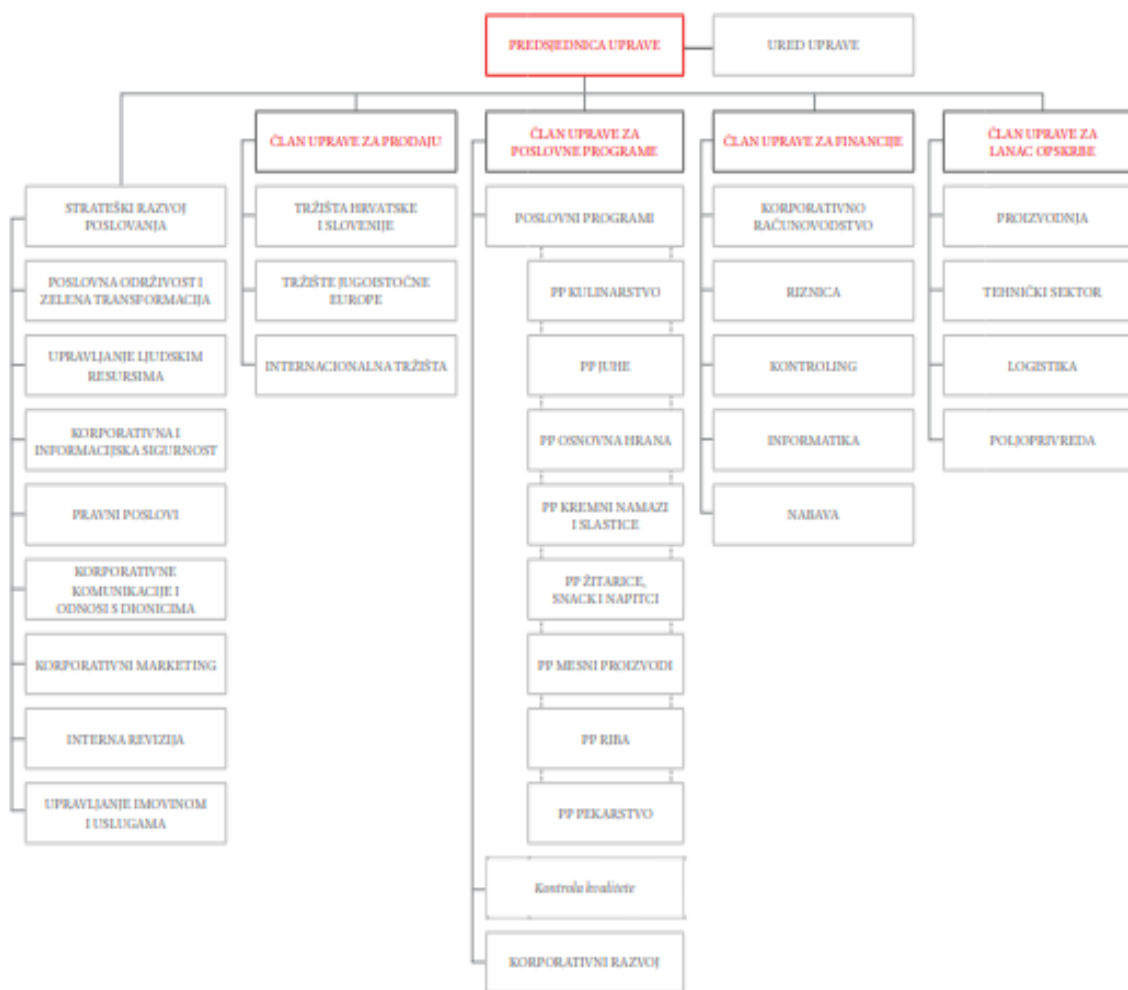 PREDSJEDNICA UPRAVE
URED UPRAVE
STRATEŠKI RAZVOJ
POSLOVANJA
POSLOVNA ODRŽIVOST I
ZELENA TRANSFORMACIJA
UPRAVLJANJE LJUDSKIM
RESURSIMA
KORPORATIVNA I
INFORMACIJSKA SIGURNOST
PRAVNI POSLOVI
KORPORATIVNE
KOMUNIKACIJE I
ODNOSI S DIONICIMA
KORPORATIVNI MARKETING
INTERNA REVIZIJA
UPRAVLJANJE IMOVINOM
I USLUGAMA
ČLAN UPRAVE ZA PRODAJU
TRŽIŠTA HRVATSKE
I SLOVENIJE
TRŽIŠTE JUGOISTOČNE
EUROPE
INTERNACIONALNA TRŽIŠTA
ČLAN UPRAVE ZA
POSLOVNE PROGRAME
POSLOVNI PROGRAMI
PP KULINARSTVO
PP JUHE
PP OSNOVNA HRANA
PP KREMNI NAMAZI
I SLASTICE
PP ŽITARICE,
SNACK I NAPITCI
PP MESNI PROIZVODI
PP RIBA
PP PEKARSTVO
Kontrola kvalitete
KORPORATIVNI RAZVOJ
ČLAN UPRAVE ZA FINANCIJE
KORPORATIVNO
RAČUNOVODSTVO
RIZNICA
KONTROLING
INFORMATIKA
NABAVA
ČLAN UPRAVE ZA
LANAC OPSKRBE
PROIZVODNJA
TEHNIČKI SEKTOR
LOGISTIKA
POLJOPRIVREDA